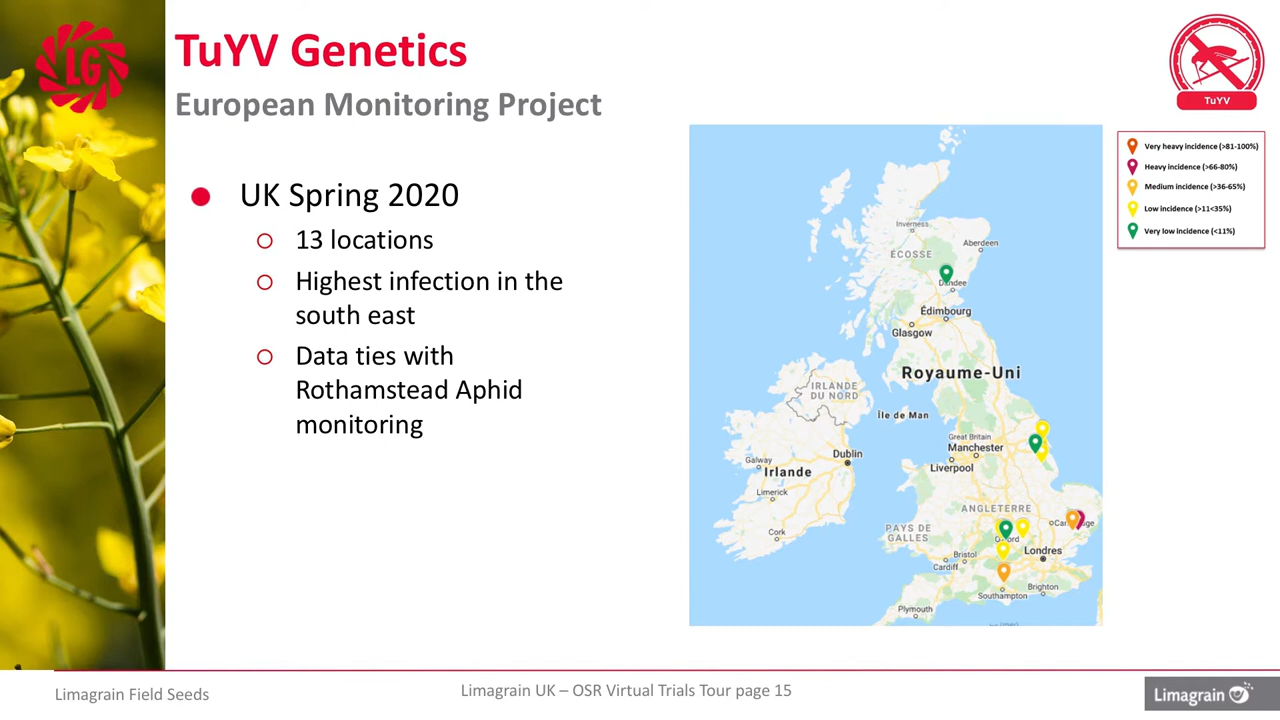 LG
TuYV Genetics
European Monitoring Project
TuYV
UK Spring 2020
13 locations
Highest infection in the
south east
Data ties with
Rothamstead Aphid
monitoring
Very heavy incidence (>81-100%)
Heavy incidence (>66-80%)
Medium incidence (>36-65%)
Low incidence (>11<35%)
Very low incidence (<11%)
Inverness
Aberdeen
ÉCOSSE
Édimbourg
Glasgow
Royaume-Uni
IRLANDE
DU NORD
Île de Man
Great Britain
Manchester
Dublin
Galway
Liverpool
Irlande
Limerick
ANGLETERRE
Cork
PAYS DE
GALLES
Londres
Bristol
Cardiff
Brighton
Southampton
Plymouth
Limagrain Field Seeds
Limagrain UK – OSR Virtual Trials Tour page 15
Limagrain